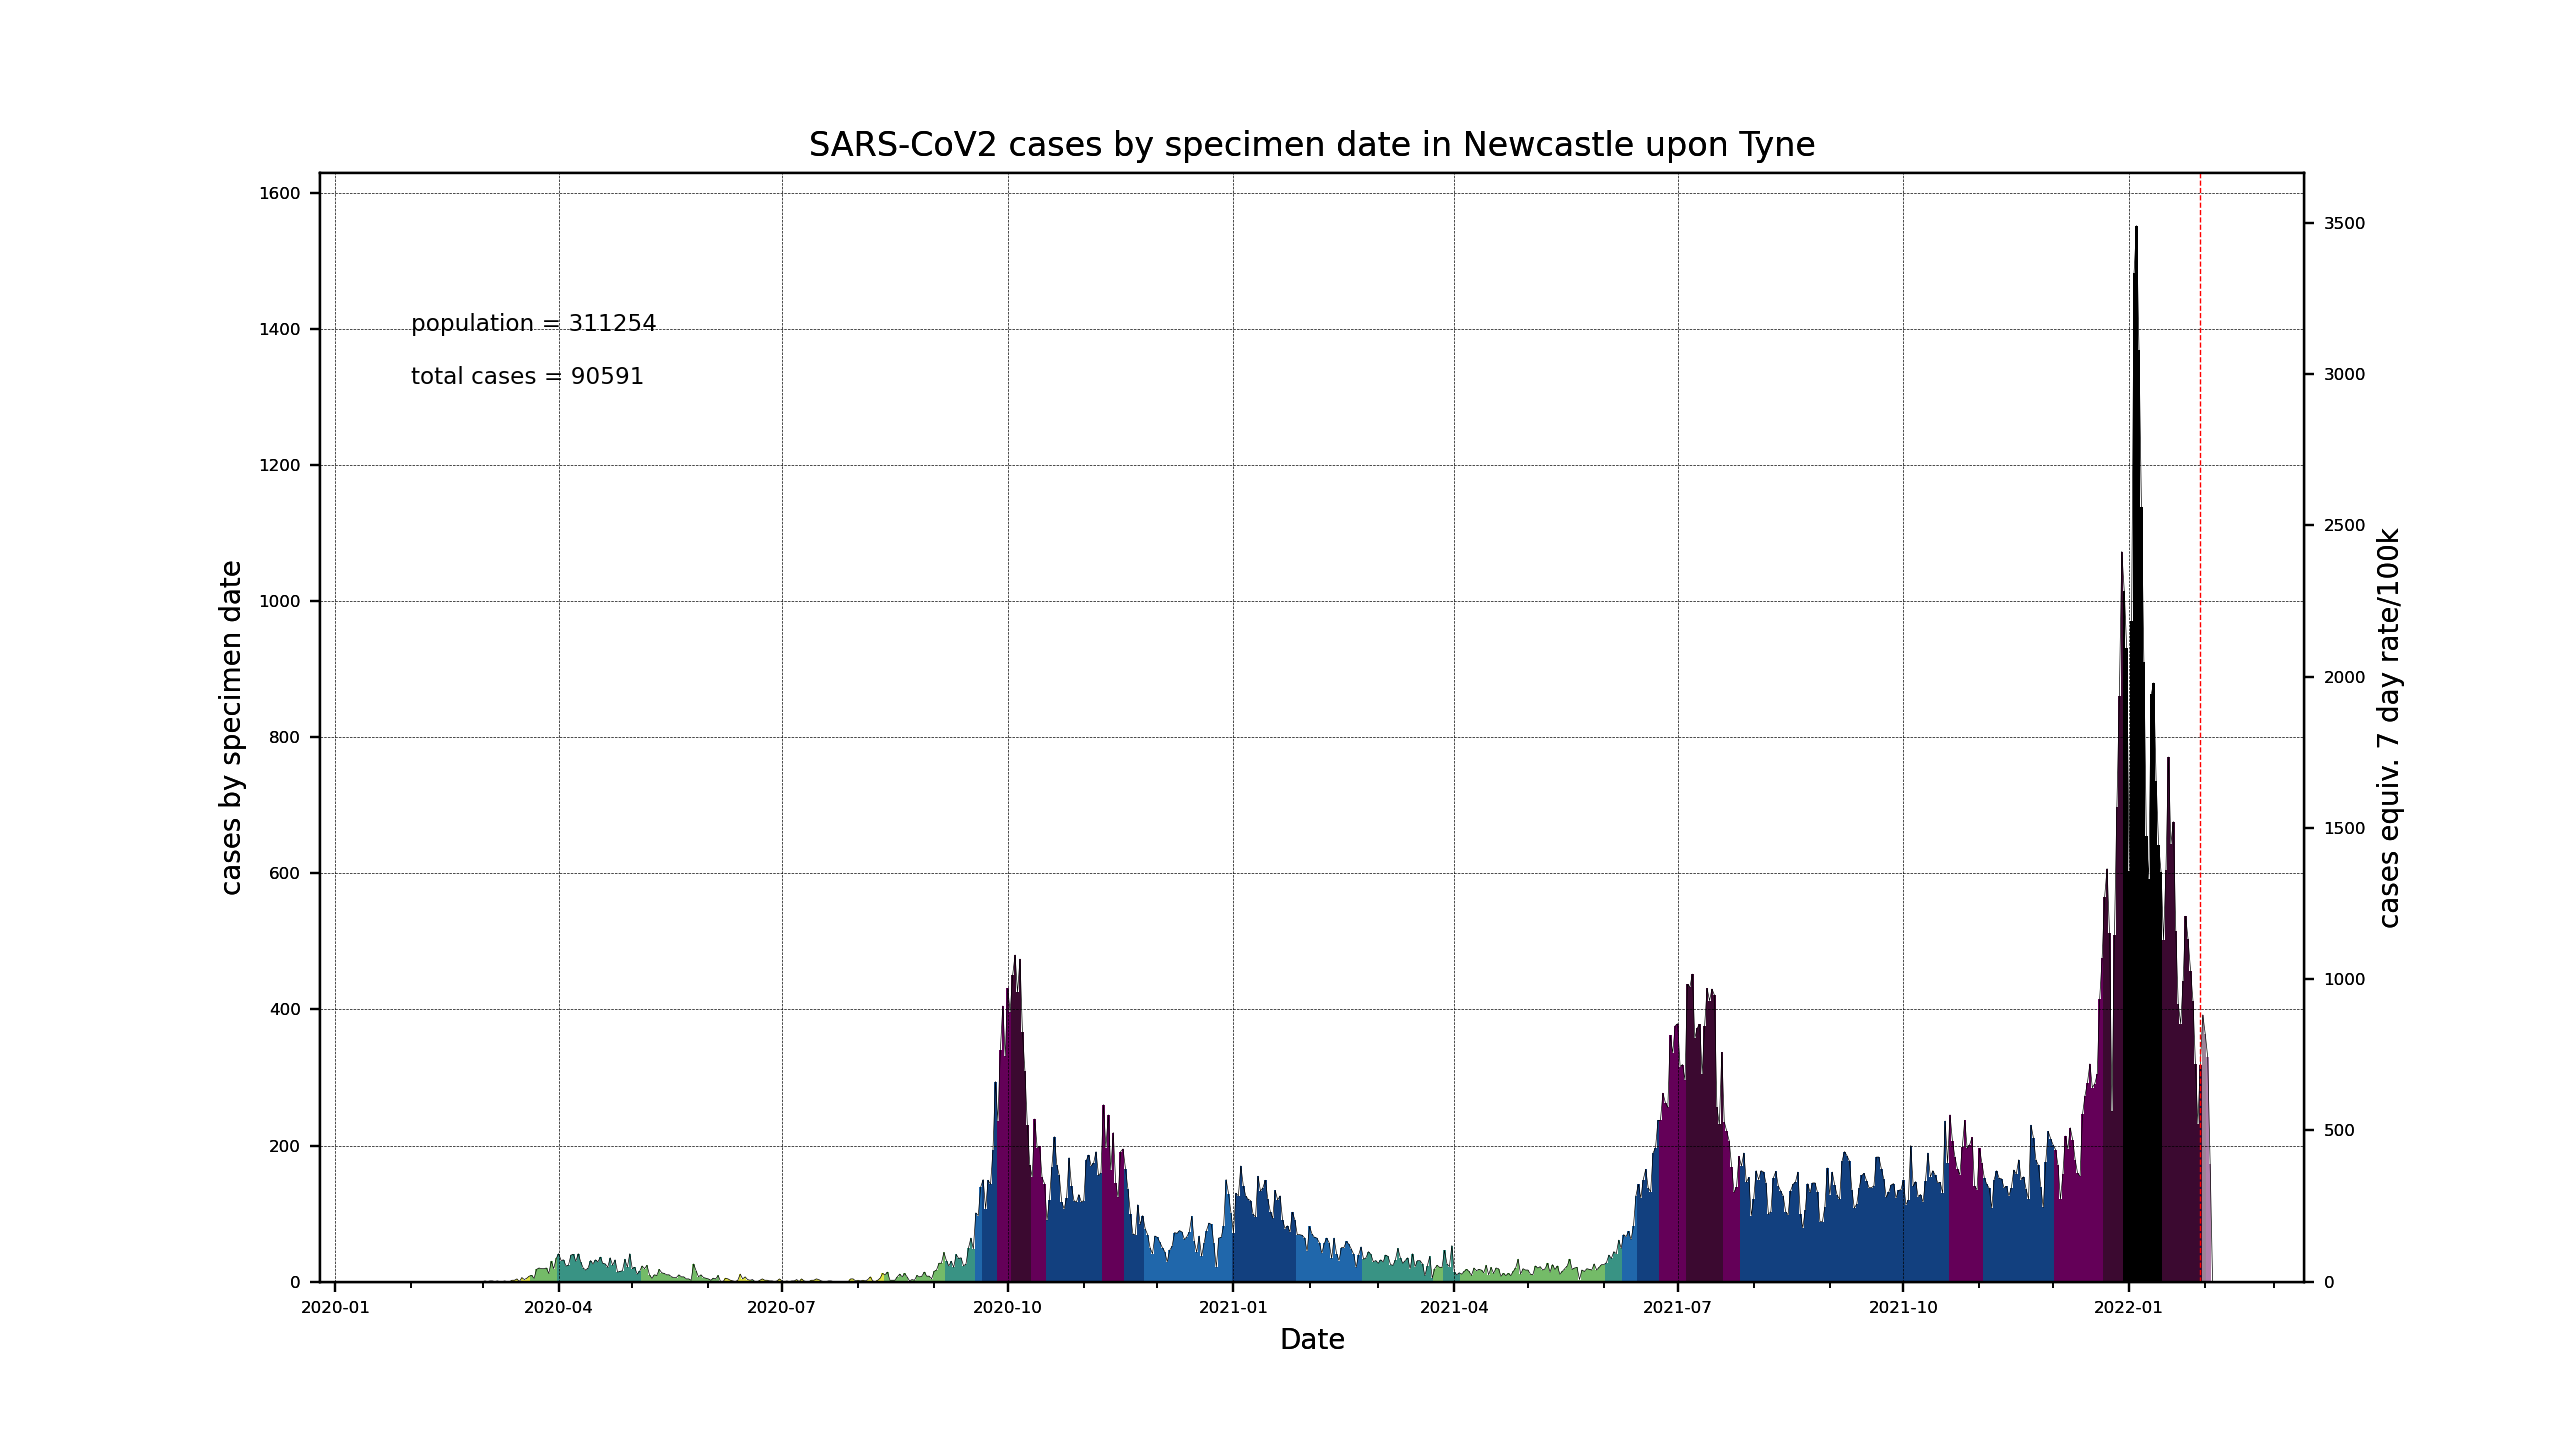 SARS-CoV2 cases by specimen date in Newcastle upon Tyne
population = 311254
total cases = 90591
cases by specimen date
1600
1400
1200
1000
800
600
400
200
0
3500
3000
2500
2000
1500
1000
500
0
cases equiv. 7 day rate/100k
2020-01 2020-04 2020-07 2020-10 2021-01 2021-04 2021-07 2021-10 2022-01
Date